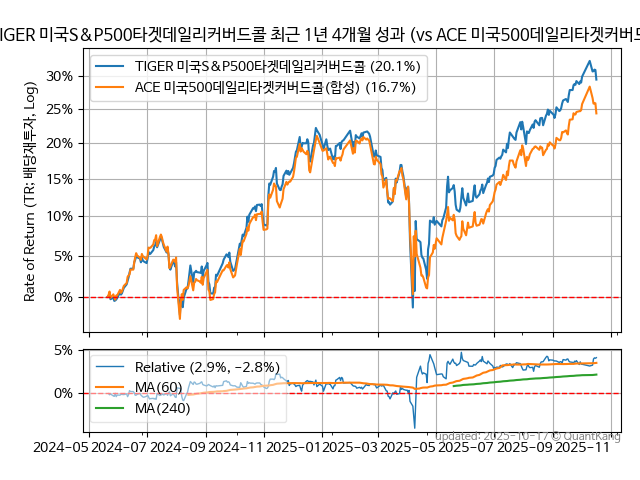 TIGER 미국S&P500타겟데일리커버드콜 최근 1년 4개월 성과 (vs ACE 미국500데일리타겟커버드
TIGER 미국S&P500타겟데일리커버드콜 (20.1%)
ACE 미국500데일리타겟커버드콜(합성) (16.7%)
Rate of Return (TR: 배당재투자, Log)
30%
25%
20%
15%
10%
5%
0%
5%
0%
Relative (2.9%, −2.8%)
MA(60)
MA(240)
updated: 2025-10-17 © QuantKang
2024-05
2024-07
2024-09
2024-11
2025-01
2025-03
2025-05
2025-07
2025-09
2025-11